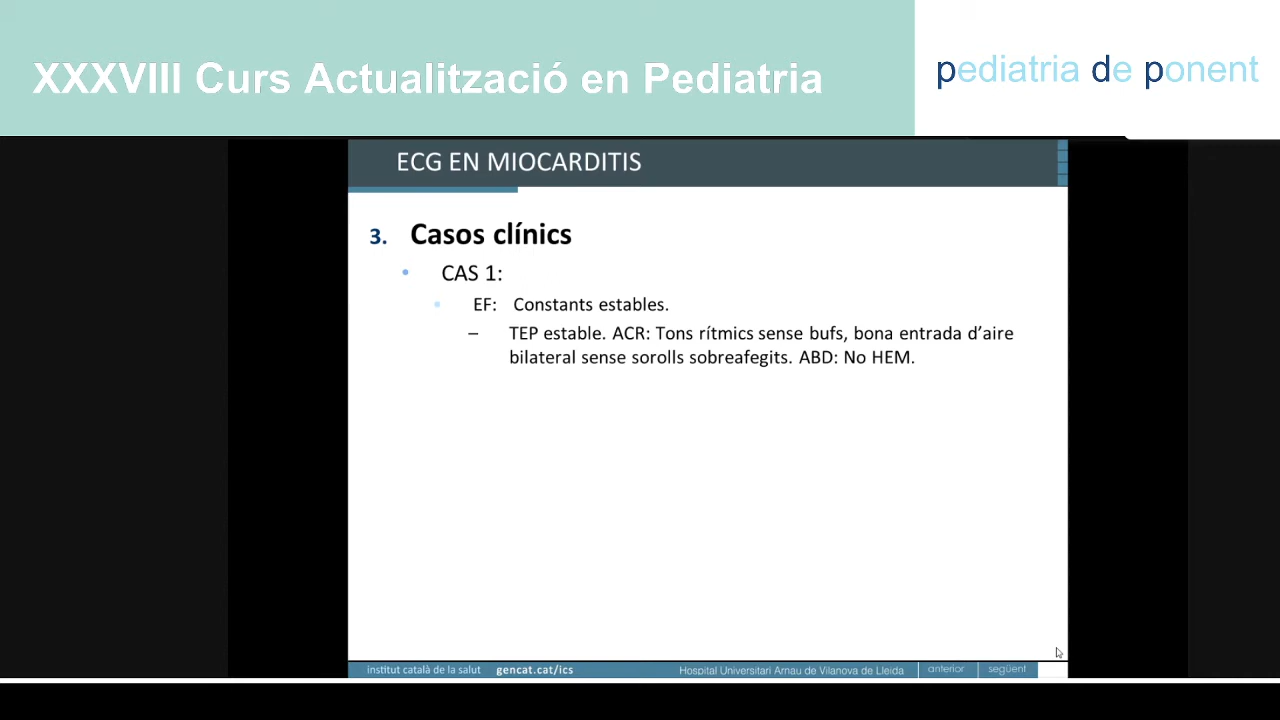 XXXVIII Curs Actualització en Pediatria
pediatria de ponent
ECG EN MIOCARDITIS
3. Casos clínics
• CAS 1:
• EF: Constants estables.
– TEP estable. ACR: Tons rítmics sense bufs, bona entrada d’aire
bilateral sense sorolls sobreafegits. ABD: No HEM.
institut català de la salut gencat.cat/ics Hospital Universitari Arnau de Vilanova de Lleida anterior següent